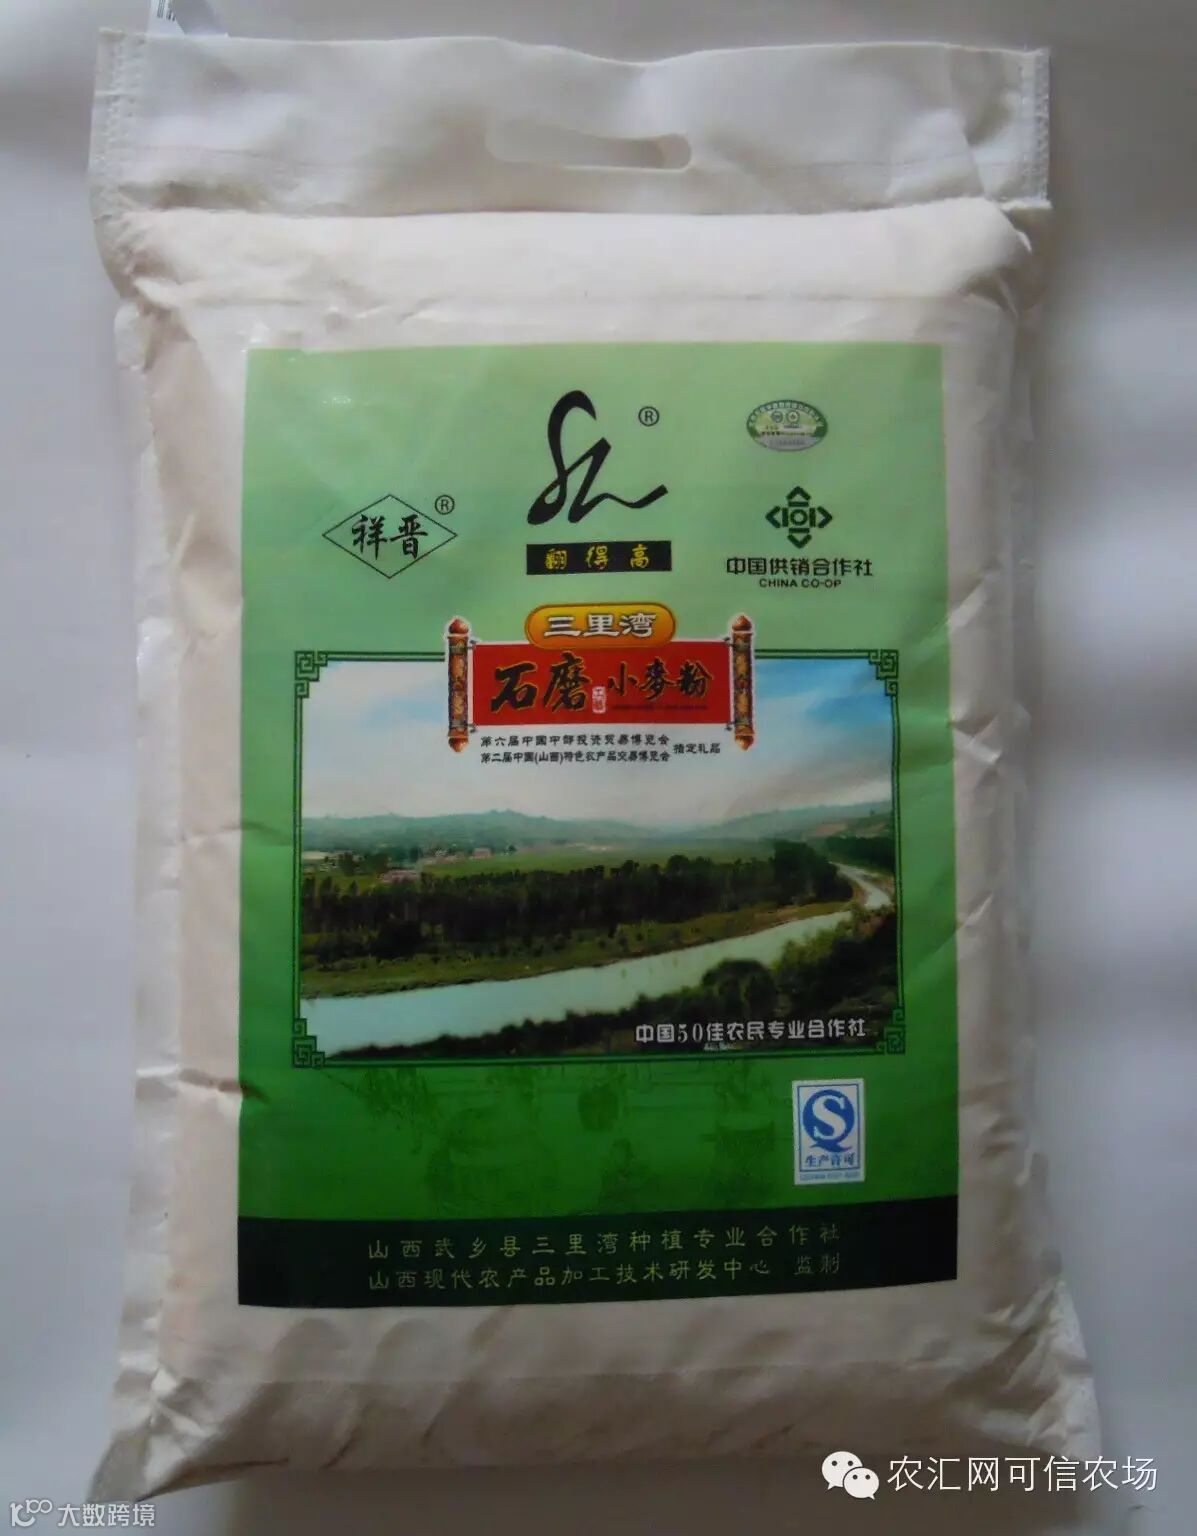 祥晋®
®
翻得高
中国供销合作社
CHINA CO-OP
三里湾
石磨小麥粉
第六届中国中部投资贸易博览会
第二届中国(山西)特色农产品交易博览会
指定礼品
中国50佳农民专业合作社
生产许可
山西武乡县三里湾种植专业合作社
山西现代农产品加工技术研发中心 监制
农汇网可信农场
大数跨境